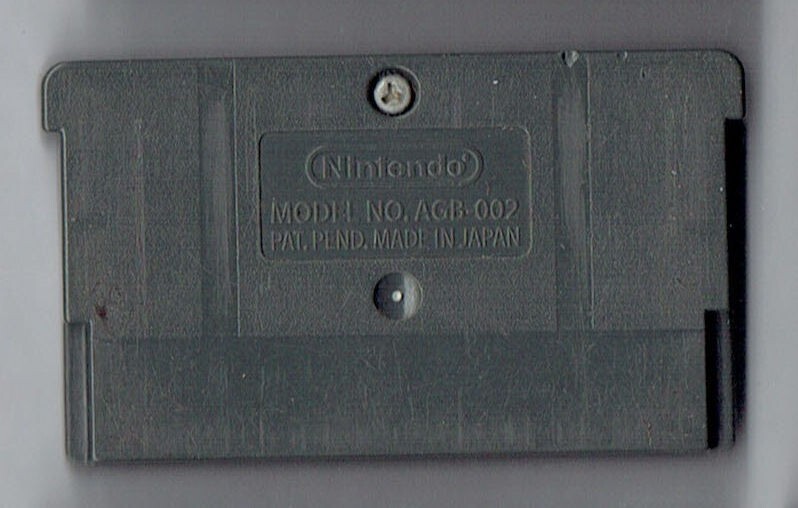 Nintendo
MODEL NO. AGB-002
PAT. PEND. MADE IN JAPAN